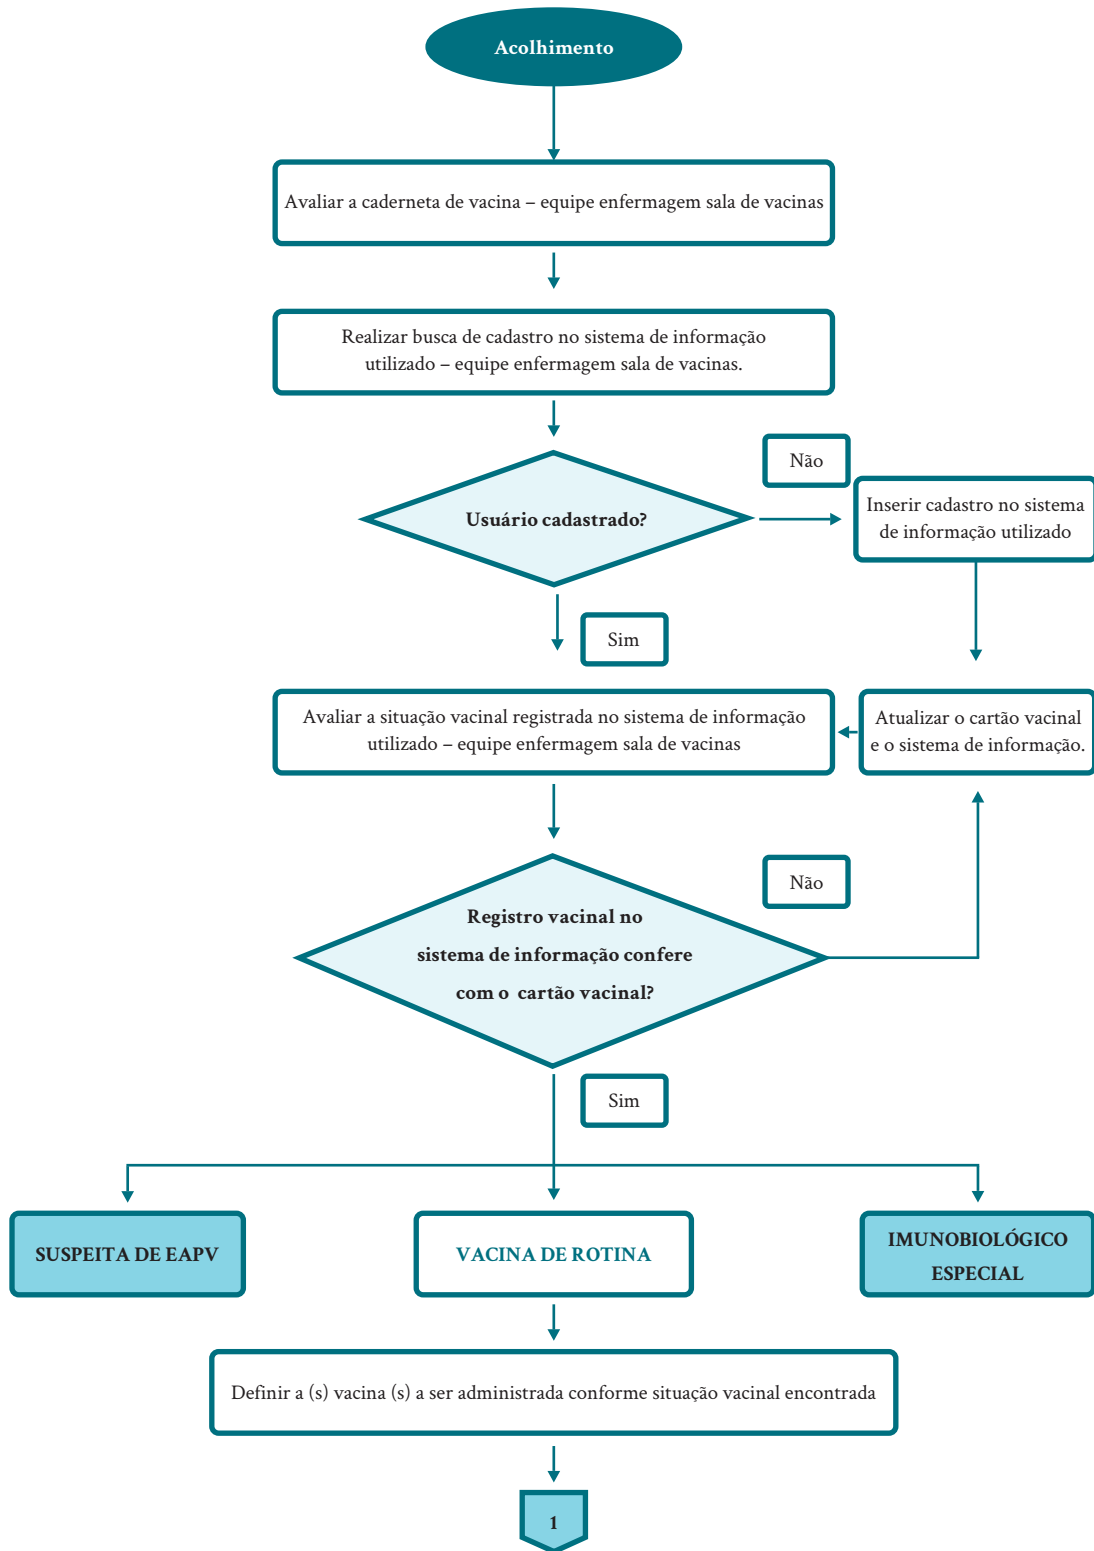 Acolhimento
Avaliar a caderneta de vacina – equipe enfermagem sala de vacinas
Realizar busca de cadastro no sistema de informação
utilizado – equipe enfermagem sala de vacinas.
Não
Usuário cadastrado?
Inserir cadastro no sistema
de informação utilizado
Sim
Avaliar a situação vacinal registrada no sistema de informação
utilizado – equipe enfermagem sala de vacinas
Atualizar o cartão vacinal
e o sistema de informação.
Não
Registro vacinal no
sistema de informação confere
com o cartão vacinal?
Sim
SUSPEITA DE EAPV
VACINA DE ROTINA
IMUNOBIOLÓGICO
ESPECIAL
Definir a (s) vacina (s) a ser administrada conforme situação vacinal encontrada
1